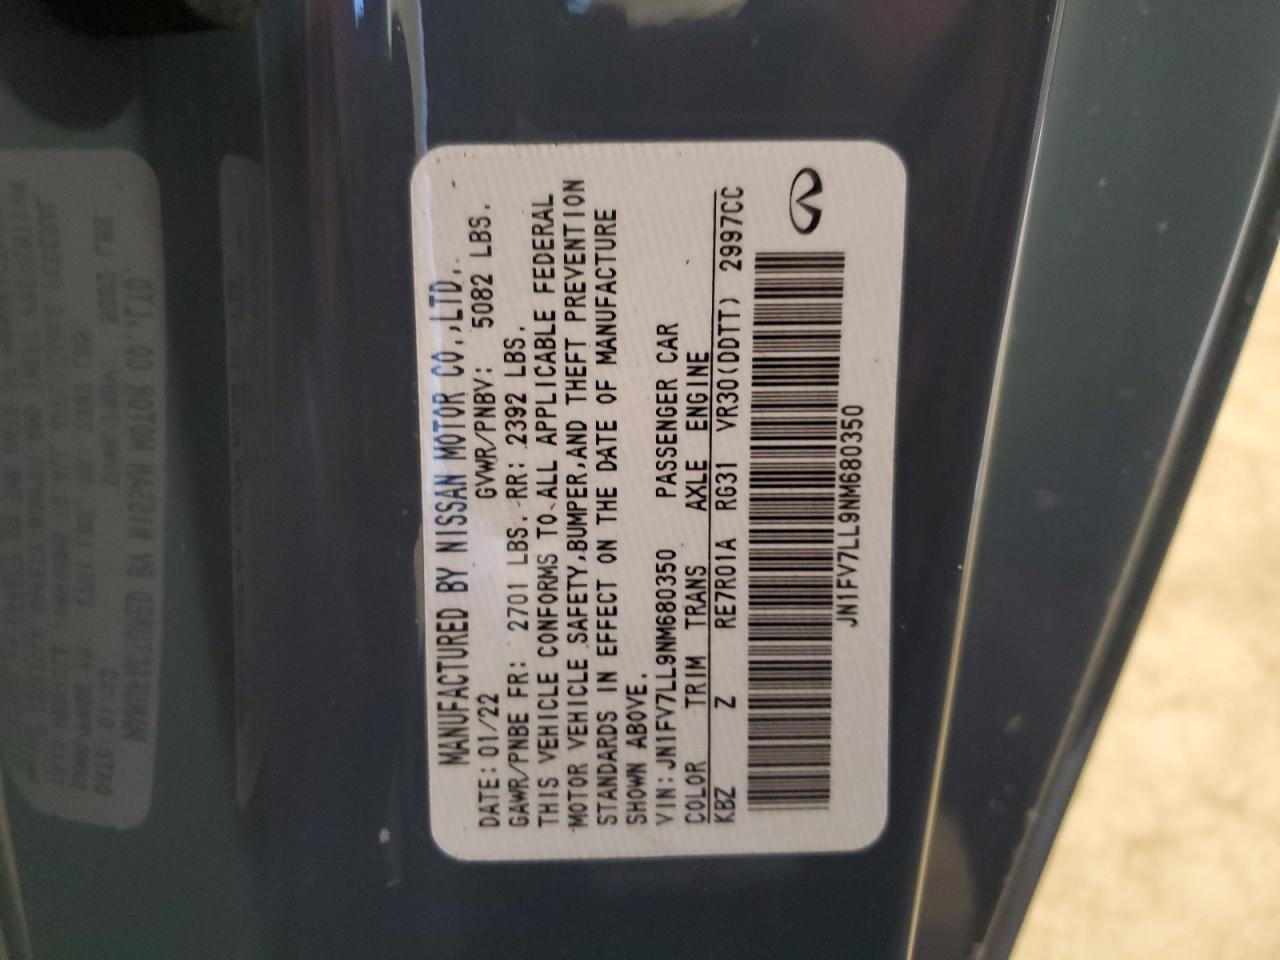 MANUFACTURED BY NISSAN MOTOR CO.,LTD.
DATE:01/22 GVWR/PNBV: 5082 LBS.
GAWR/PNBE FR: 2701 LBS. RR: 2392 LBS.
THIS VEHICLE CONFORMS TO ALL APPLICABLE FEDERAL
MOTOR VEHICLE SAFETY,BUMPER,AND THEFT PREVENTION
STANDARDS IN EFFECT ON THE DATE OF MANUFACTURE
SHOWN ABOVE.
VIN:JN1FV7LL9NM680350 PASSENGER CAR
COLOR TRIM TRANS AXLE ENGINE
KBZ Z RE7R01A RG31 VR30(DDTT) 2997CC
JN1FV7LL9NM680350